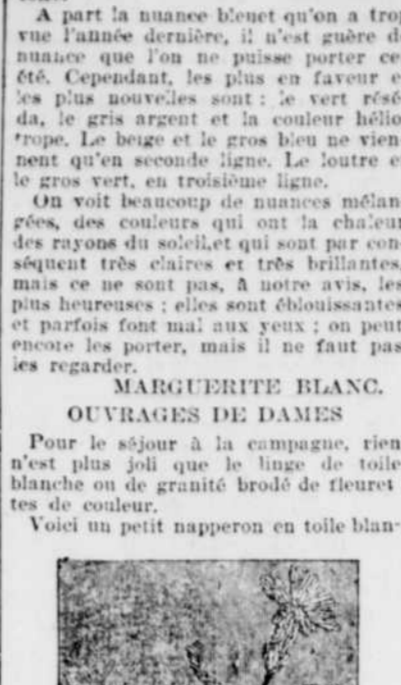 A part la nuance bleuet qu'on a trop
vue l'année dernière, il n'est guère d
nuance que l'on ne puisse porter ce
été. Cependant, les plus en faveur e
les plus nouvelles sont : le vert résé
da, le gris argent et la couleur hélio
trope. Le beige et le gros bleu ne vien
nent qu'en seconde ligne. Le loutre e
le gros vert, en troisième ligne.
On voit beaucoup de nuances mélan
gées, des couleurs qui ont la chaleur
des rayons du soleil,et qui sont par con
séquent très claires et très brillantes,
mais ce ne sont pas, à notre avis, les
plus heureuses ; elles sont éblouissantes
et parfois font mal aux yeux ; on peut
encore les porter, mais il ne faut pas
les regarder.
MARGUERITE BLANC.
OUVRAGES DE DAMES
Pour le séjour à la campagne, rien
n'est plus joli que le linge de toile
blanche ou de granité brodé de fleuret
tes de couleur.
Voici un petit napperon en toile blan-